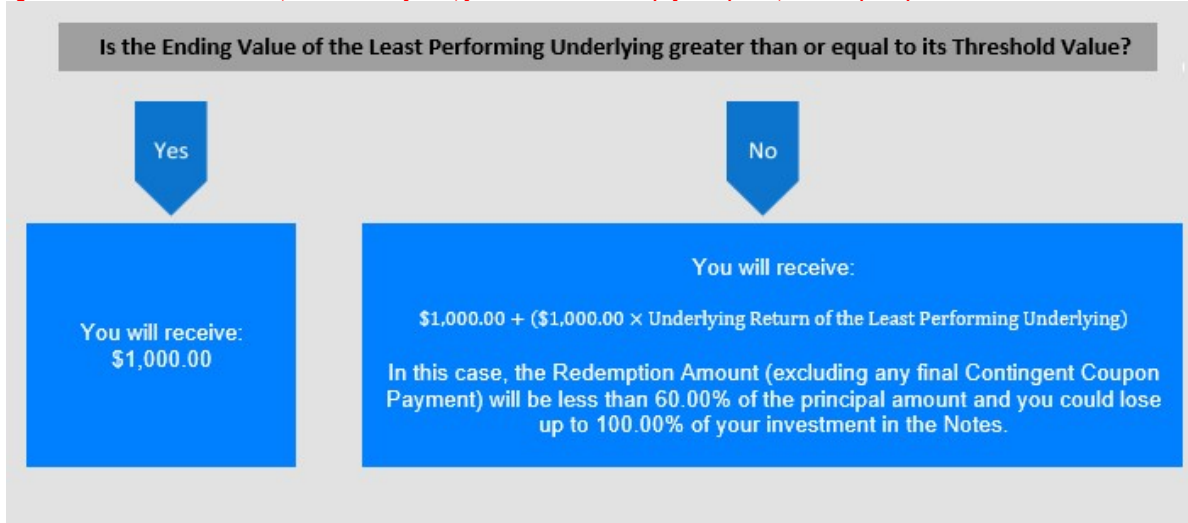 Is the Ending Value of the Least Performing Underlying greater than or equal to its Threshold Value?
Yes
No
You will receive:
$1,000.00
You will receive:
$1,000.00 + ($1,000.00 × Underlying Return of the Least Performing Underlying)
In this case, the Redemption Amount (excluding any final Contingent Coupon
Payment) will be less than 60.00% of the principal amount and you could lose
up to 100.00% of your investment in the Notes.